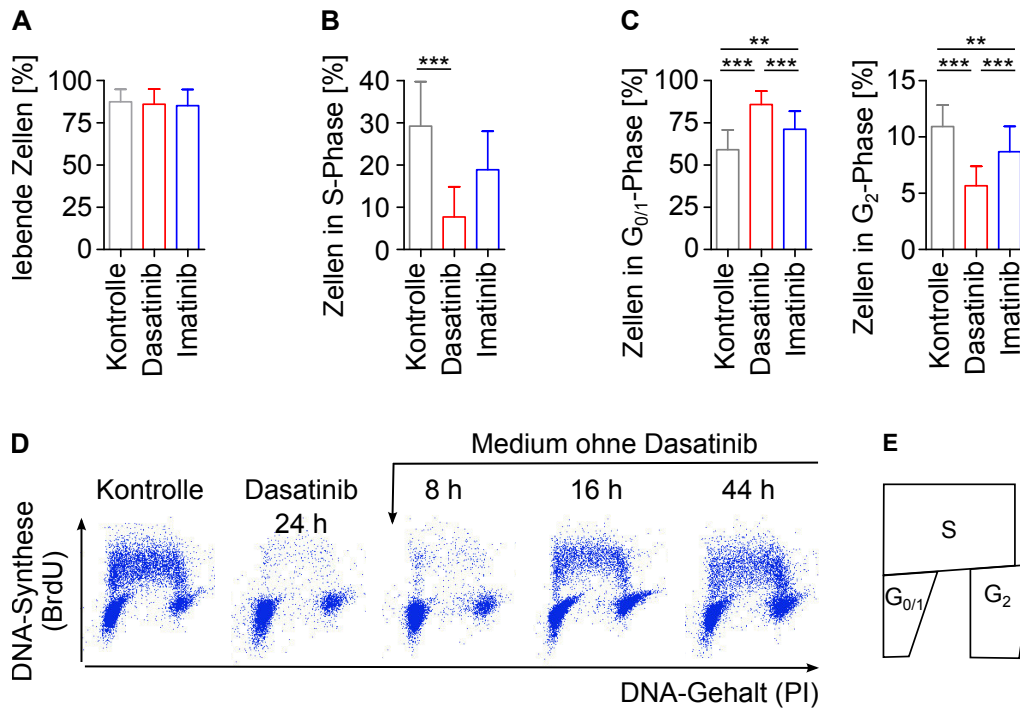 A
lebende Zellen [%]
100
75
50
25
0
Kontrolle
Dasatinib
Imatinib
B
Zellen in S-Phase [%]
***
40
30
20
10
0
Kontrolle
Dasatinib
Imatinib
C
Zellen in G0/1-Phase [%]
**
*** ***
100
75
50
25
0
Kontrolle
Dasatinib
Imatinib
Zellen in G2-Phase [%]
**
*** ***
15
10
5
0
Kontrolle
Dasatinib
Imatinib
D
Medium ohne Dasatinib
Kontrolle
Dasatinib
24 h
8 h
16 h
44 h
DNA-Synthese
(BrdU)
DNA-Gehalt (PI)
E
S
G0/1
G2